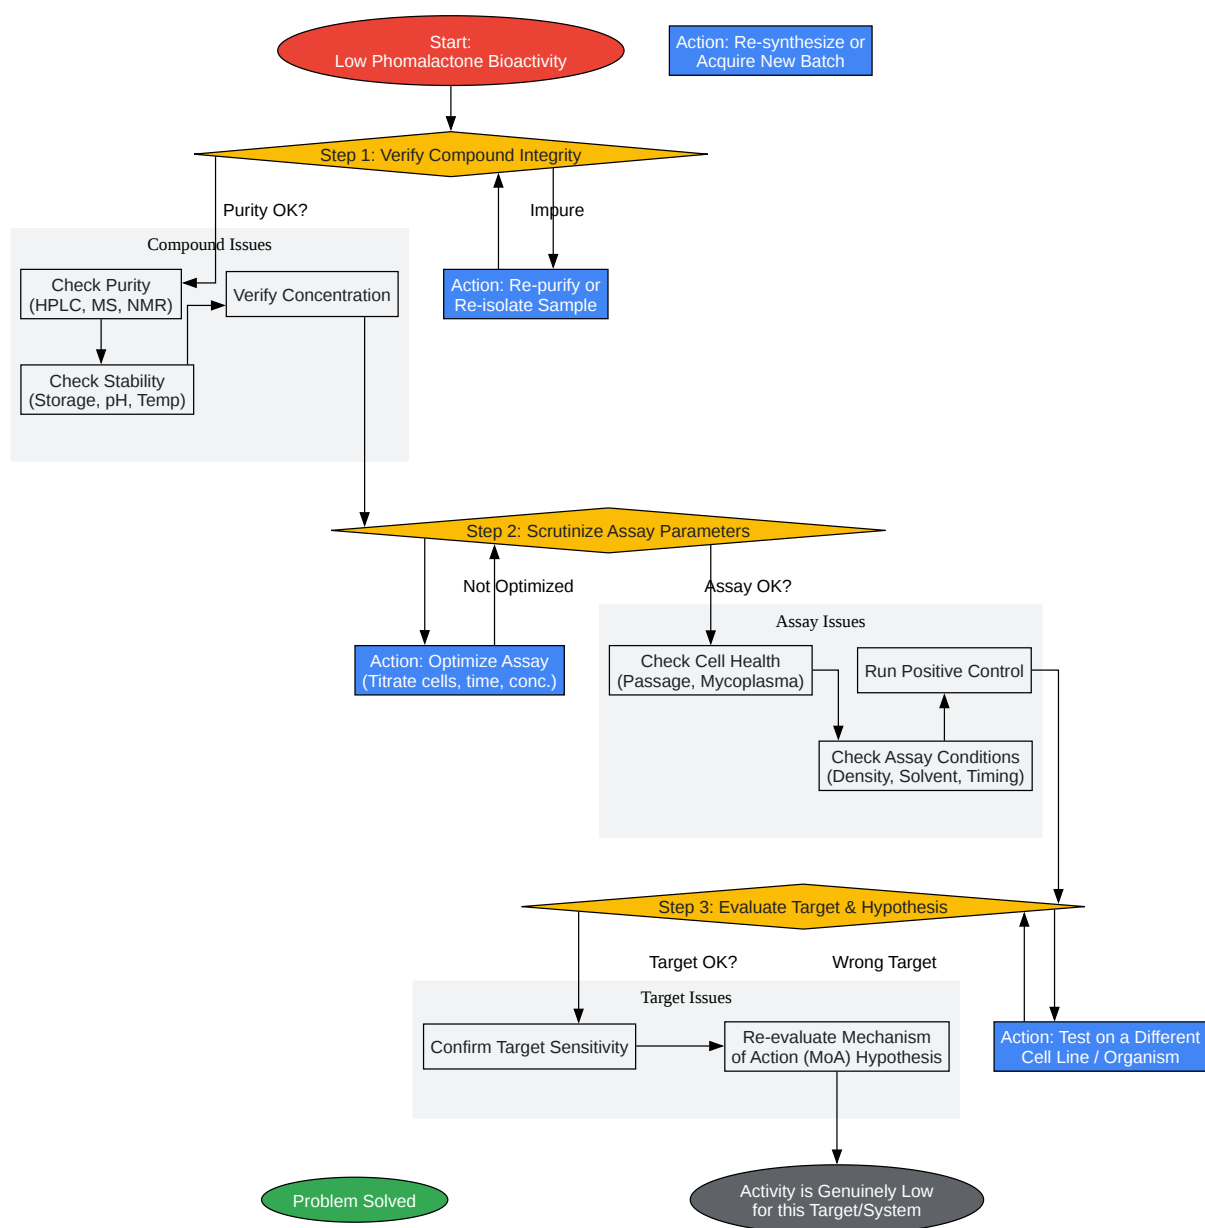 Start:
Low Phomalactone Bioactivity
Action: Re-synthesize or
Acquire New Batch
Step 1: Verify Compound Integrity
Purity OK?
Impure
Compound Issues
Check Purity
(HPLC, MS, NMR)
Verify Concentration
Action: Re-purify or
Re-isolate Sample
Check Stability
(Storage, pH, Temp)
Step 2: Scrutinize Assay Parameters
Not Optimized
Assay OK?
Assay Issues
Action: Optimize Assay
(Titrate cells, time, conc.)
Check Cell Health
(Passage, Mycoplasma)
Run Positive Control
Check Assay Conditions
(Density, Solvent, Timing)
Step 3: Evaluate Target & Hypothesis
Target OK?
Wrong Target
Target Issues
Confirm Target Sensitivity
Re-evaluate Mechanism
of Action (MoA) Hypothesis
Action: Test on a Different
Cell Line / Organism
Problem Solved
Activity is Genuinely Low
for this Target/System